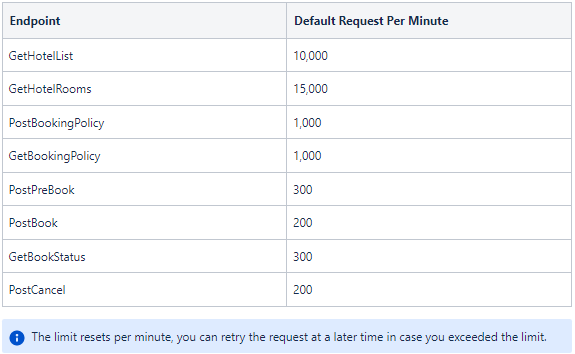 Endpoint Default Request Per Minute
GetHotelList 10,000
GetHotelRooms 15,000
PostBookingPolicy 1,000
GetBookingPolicy 1,000
PostPreBook 300
PostBook 200
GetBookStatus 300
PostCancel 200
The limit resets per minute, you can retry the request at a later time in case you exceeded the limit.